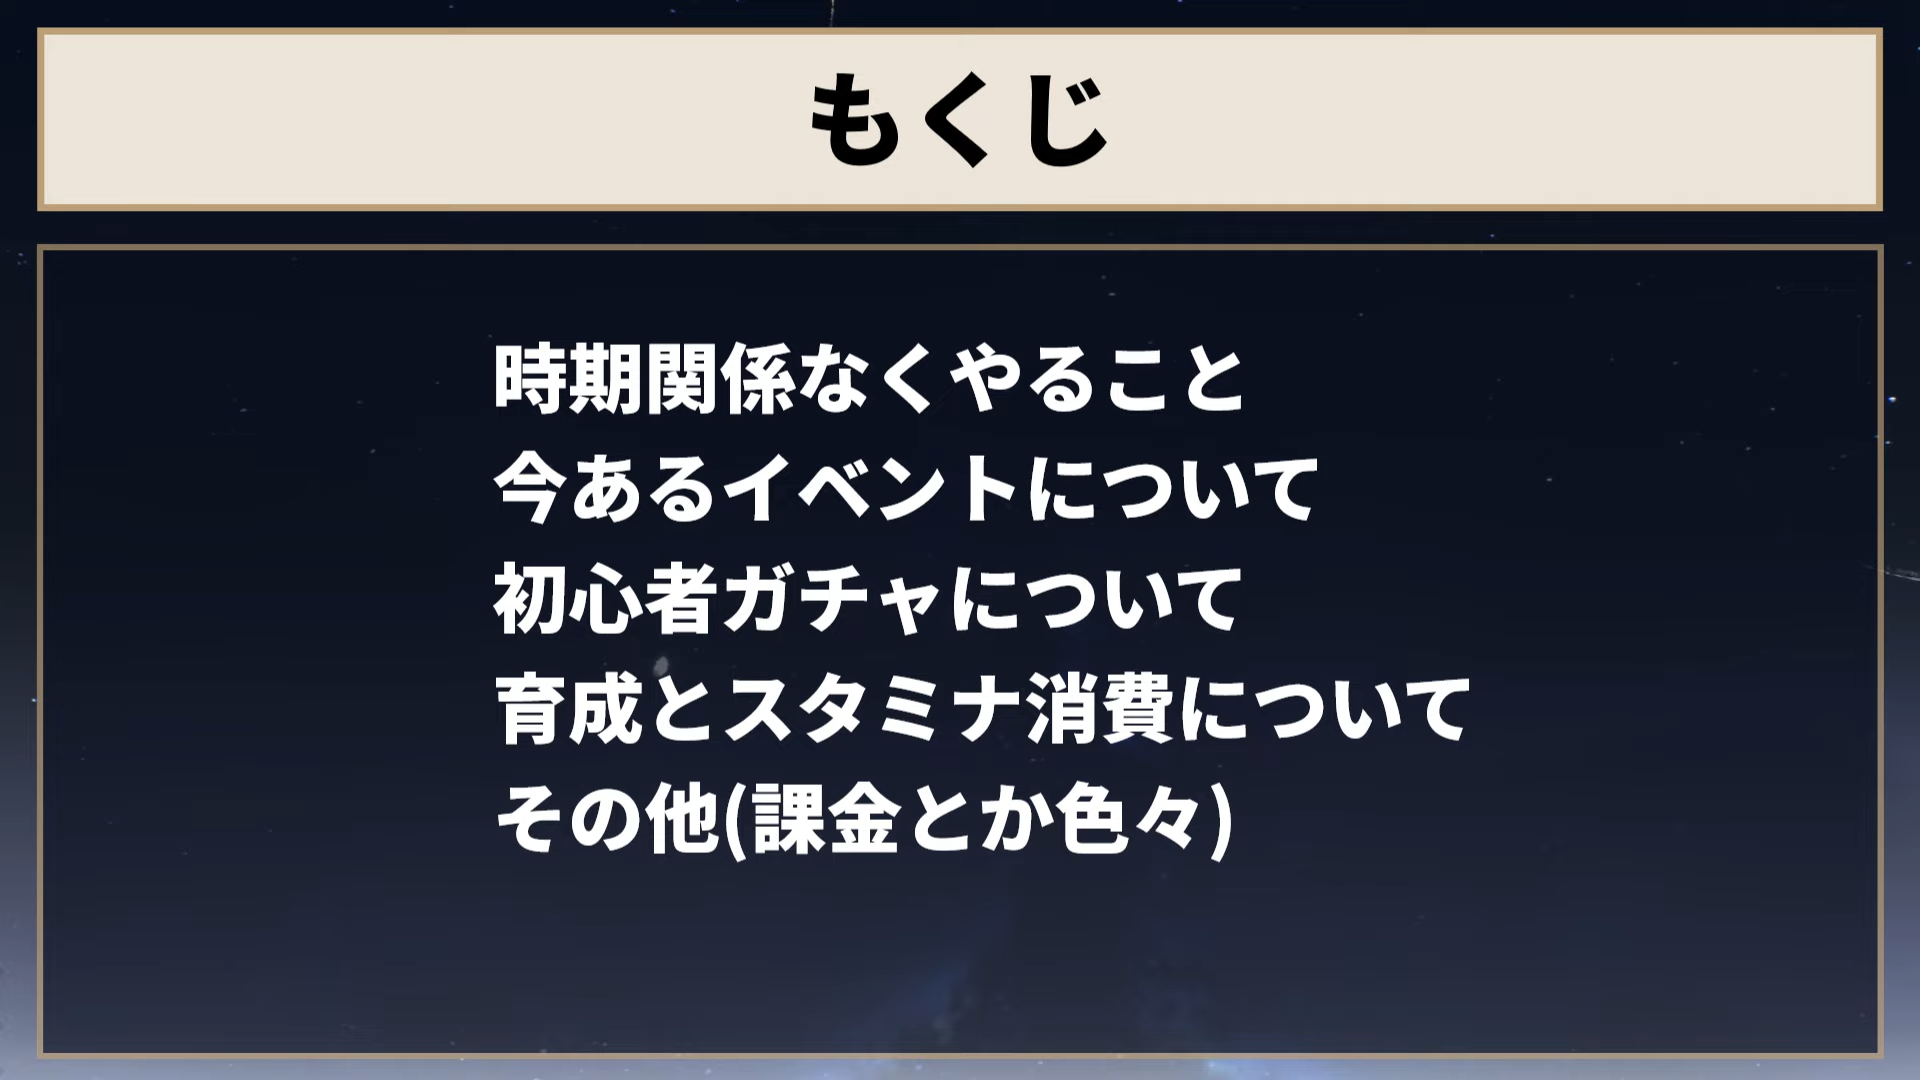 もくじ
時期関係なくやること
今あるイベントについて
初心者ガチャについて
育成とスタミナ消費について
その他(課金とか色々)